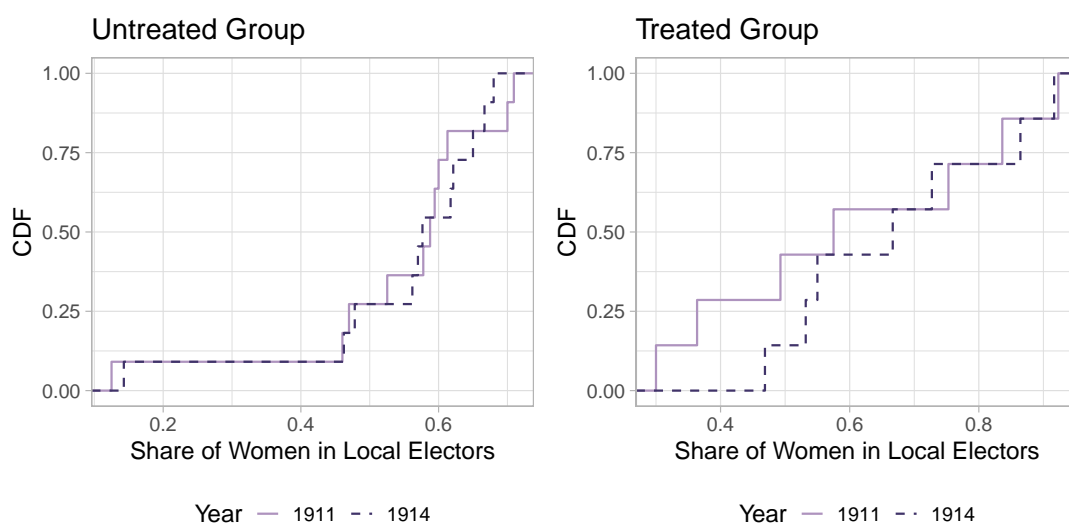 Untreated Group
1.00
0.75
0.50
0.25
0.00
CDF
0.2 0.4 0.6
Share of Women in Local Electors
Year 1911 1914
Treated Group
1.00
0.75
0.50
0.25
0.00
CDF
0.4 0.6 0.8
Share of Women in Local Electors
Year 1911 1914